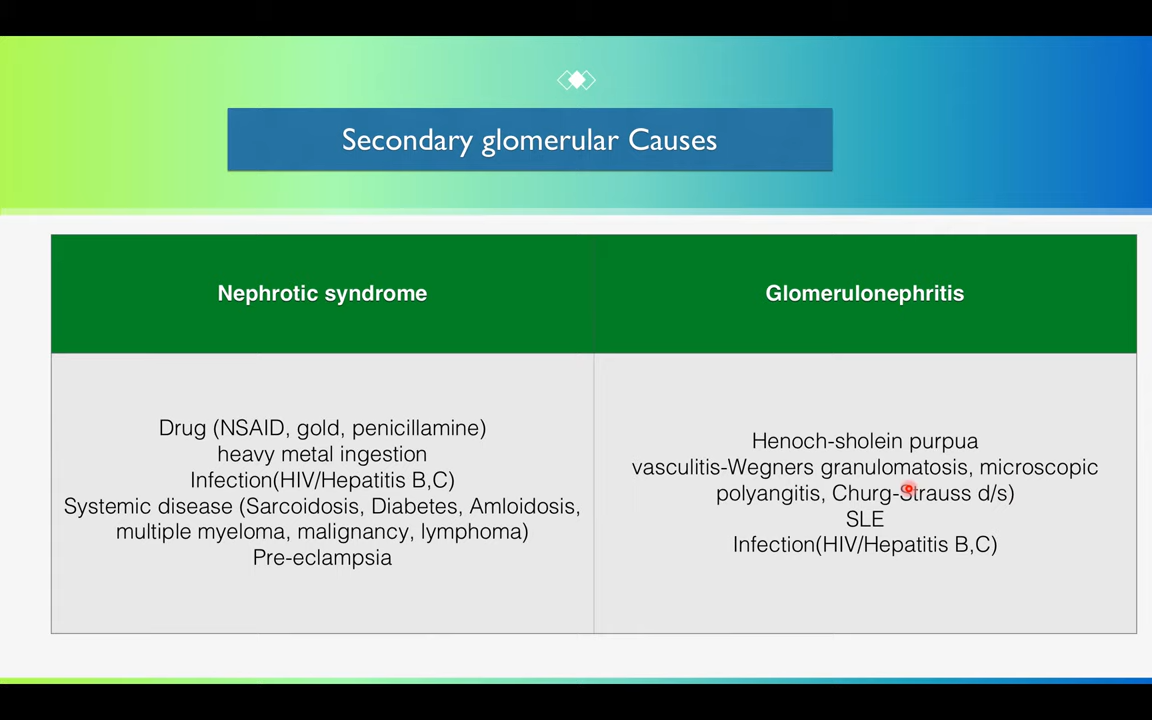 Secondary glomerular Causes
Nephrotic syndrome
Glomerulonephritis
Drug (NSAID, gold, penicillamine)
heavy metal ingestion
Infection(HIV/Hepatitis B,C)
Systemic disease (Sarcoidosis, Diabetes, Amloidosis,
multiple myeloma, malignancy, lymphoma)
Pre-eclampsia
Henoch-sholein purpua
vasculitis-Wegners granulomatosis, microscopic
polyangitis, Churg-Strauss d/s)
SLE
Infection(HIV/Hepatitis B,C)